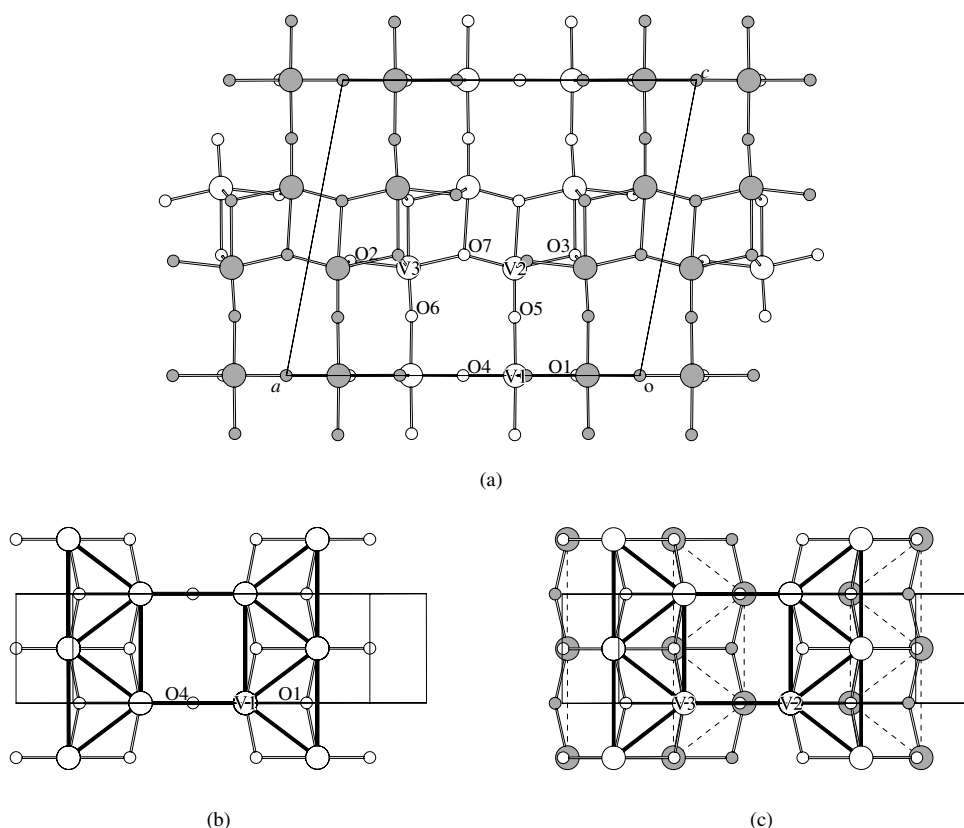 c
O2 V3 O7 V2 O3
O6 O5
a O4 V1 O1 o
(a)
O4 V1 O1
V3 V2
(b) (c)